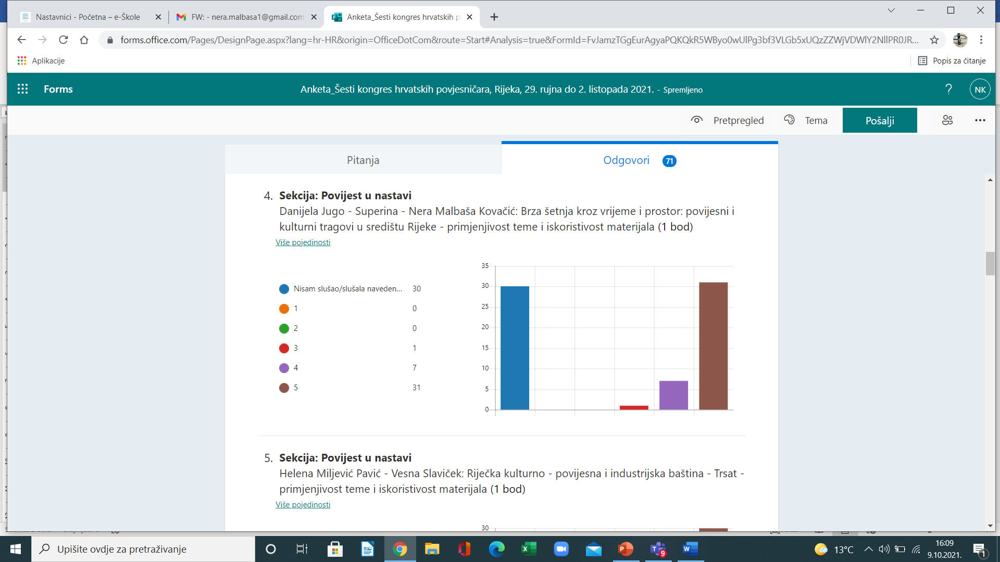 Nastavnici - Početna – e-Škole
FW: - nera.malbasa1@gmail.com
Anketa_Šesti kongres hrvatskih p
forms.office.com/Pages/DesignPage.aspx?lang=hr-HR&origin=OfficeDotCom&route=Start#Analysis=true&FormId=FvJamzTGgEurAgyaPQKQkR5WByo0wUlPg3bf3VLGb5xUQzZZWjVDWlY2NllPR0JR...
Aplikacije
Popis za čitanje
Forms
Anketa_Šesti kongres hrvatskih povjesničara, Rijeka, 29. rujna do 2. listopada 2021. - Spremljeno
? NK
Pretpregled Tema Pošalji
Pitanja
Odgovori 71
4. Sekcija: Povijest u nastavi
Danijela Jugo - Superina - Nera Malbaša Kovačić: Brza šetnja kroz vrijeme i prostor: povijesni i
kulturni tragovi u središtu Rijeke - primjenjivost teme i iskoristivost materijala (1 bod)
Više pojedinosti
Nisam slušao/slušala naveden... 30
1 0
2 0
3 1
4 7
5 31
35
30
25
20
15
10
5
0
5. Sekcija: Povijest u nastavi
Helena Miljević Pavić - Vesna Slaviček: Riječka kulturno - povijesna i industrijska baština - Trsat -
primjenjivost teme i iskoristivost materijala (1 bod)
Više pojedinosti
30
Upišite ovdje za pretraživanje
9
13°C
16:09
9.10.2021.
1